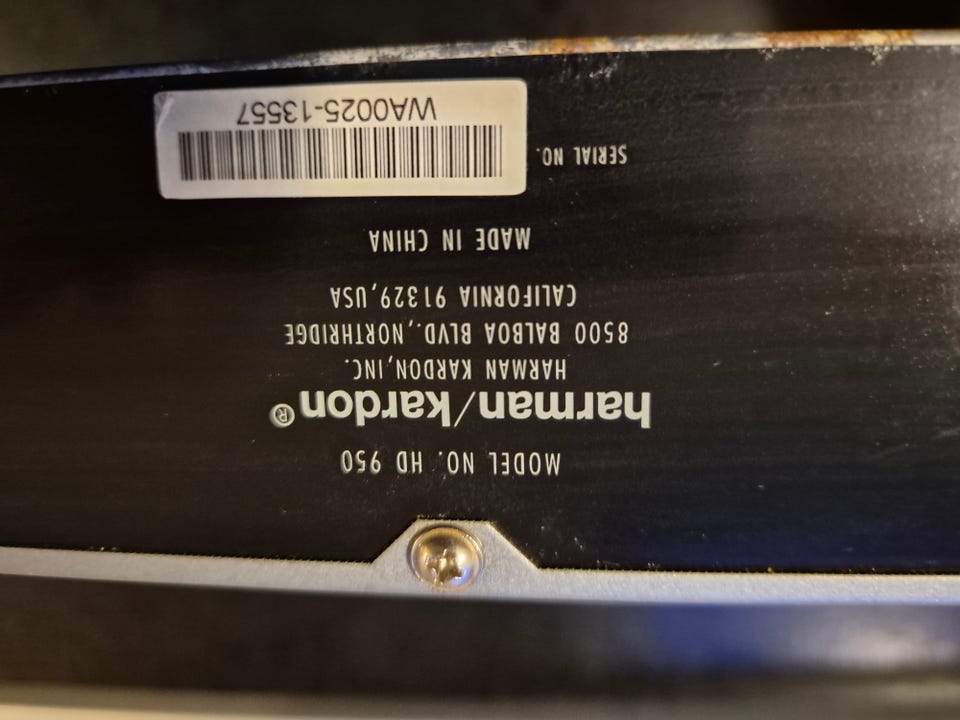 MODEL NO. HD 950
harman/kardon®
HARMAN KARDON,INC.
8500 BALBOA BLVD.,NORTHRIDGE
CALIFORNIA 91329,USA
MADE IN CHINA
SERIAL NO.
WA0025-13557